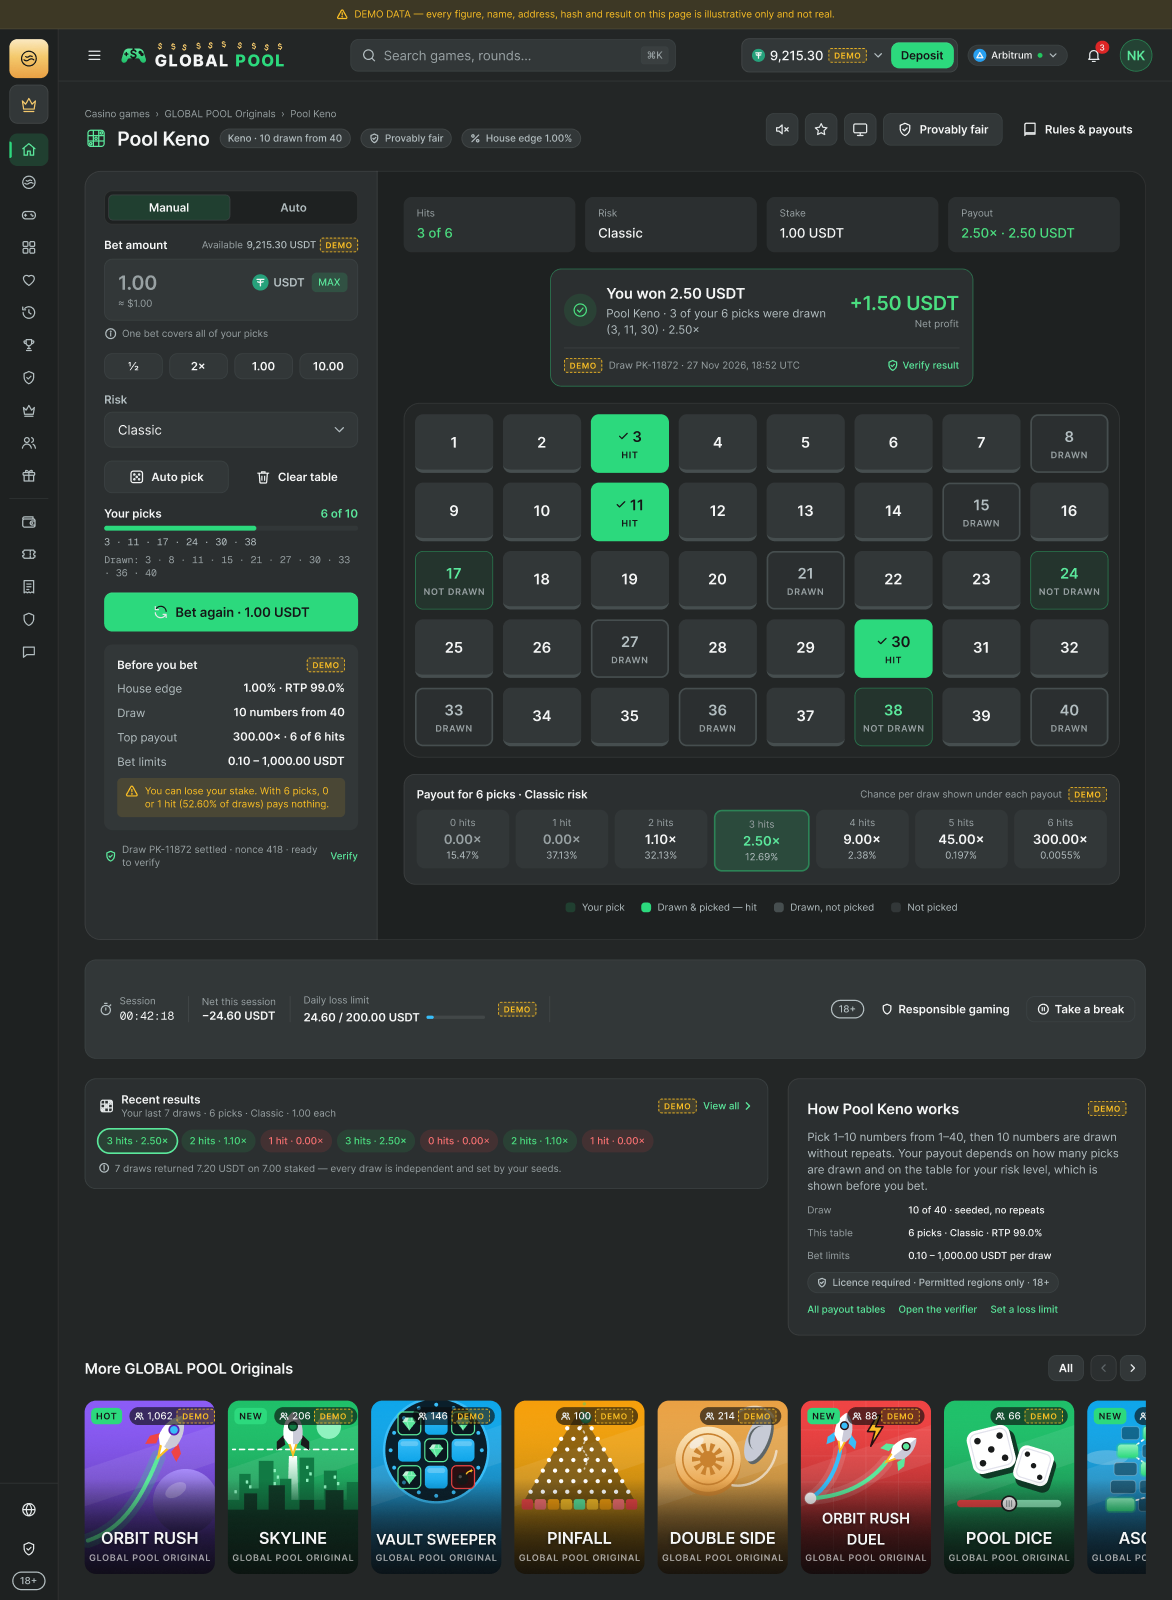 DEMO DATA — every figure, name, address, hash and result on this page is illustrative only and not real.
GLOBAL POOL
Search games, rounds...
⌘K
9,215.30 DEMO
Deposit
Arbitrum
3
NK
Casino games › GLOBAL POOL Originals › Pool Keno
Pool Keno
Keno · 10 drawn from 40
Provably fair
House edge 1.00%
Provably fair
Rules & payouts
Manual
Auto
Bet amount
Available 9,215.30 USDT DEMO
1.00
USDT
MAX
≈ $1.00
One bet covers all of your picks
½
2×
1.00
10.00
Risk
Classic
Auto pick
Clear table
Your picks
6 of 10
3 · 11 · 17 · 24 · 30 · 38
Drawn: 3 · 8 · 11 · 15 · 21 · 27 · 30 · 33
· 36 · 40
Bet again · 1.00 USDT
Before you bet
DEMO
House edge
1.00% · RTP 99.0%
Draw
10 numbers from 40
Top payout
300.00× · 6 of 6 hits
Bet limits
0.10 – 1,000.00 USDT
You can lose your stake. With 6 picks, 0
or 1 hit (52.60% of draws) pays nothing.
Draw PK-11872 settled · nonce 418 · ready
to verify
Verify
Hits
3 of 6
Risk
Classic
Stake
1.00 USDT
Payout
2.50× · 2.50 USDT
You won 2.50 USDT
Pool Keno · 3 of your 6 picks were drawn
(3, 11, 30) · 2.50×
+1.50 USDT
Net profit
DEMO Draw PK-11872 · 27 Nov 2026, 18:52 UTC
Verify result
1
2
3
HIT
4
5
6
7
8
DRAWN
9
10
11
HIT
12
13
14
15
DRAWN
16
17
NOT DRAWN
18
19
20
21
DRAWN
22
23
24
NOT DRAWN
25
26
27
DRAWN
28
29
30
HIT
31
32
33
DRAWN
34
35
36
DRAWN
37
38
NOT DRAWN
39
40
DRAWN
Payout for 6 picks · Classic risk
Chance per draw shown under each payout DEMO
0 hits
0.00×
15.47%
1 hit
0.00×
37.13%
2 hits
1.10×
32.13%
3 hits
2.50×
12.69%
4 hits
9.00×
2.38%
5 hits
45.00×
0.197%
6 hits
300.00×
0.0055%
Your pick
Drawn & picked — hit
Drawn, not picked
Not picked
Session
00:42:18
Net this session
−24.60 USDT
Daily loss limit
24.60 / 200.00 USDT
DEMO
18+
Responsible gaming
Take a break
Recent results
Your last 7 draws · 6 picks · Classic · 1.00 each
DEMO
View all
3 hits · 2.50×
2 hits · 1.10×
1 hit · 0.00×
3 hits · 2.50×
0 hits · 0.00×
2 hits · 1.10×
1 hit · 0.00×
7 draws returned 7.20 USDT on 7.00 staked — every draw is independent and set by your seeds.
How Pool Keno works
DEMO
Pick 1–10 numbers from 1–40, then 10 numbers are drawn
without repeats. Your payout depends on how many picks
are drawn and on the table for your risk level, which is
shown before you bet.
Draw
10 of 40 · seeded, no repeats
This table
6 picks · Classic · RTP 99.0%
Bet limits
0.10 – 1,000.00 USDT per draw
Licence required · Permitted regions only · 18+
All payout tables
Open the verifier
Set a loss limit
More GLOBAL POOL Originals
All
HOT
1,062 DEMO
ORBIT RUSH
GLOBAL POOL ORIGINAL
NEW
206 DEMO
SKYLINE
GLOBAL POOL ORIGINAL
146 DEMO
VAULT SWEEPER
GLOBAL POOL ORIGINAL
100 DEMO
PINFALL
GLOBAL POOL ORIGINAL
214 DEMO
DOUBLE SIDE
GLOBAL POOL ORIGINAL
NEW
88 DEMO
ORBIT RUSH
DUEL
GLOBAL POOL ORIGINAL
66 DEMO
POOL DICE
GLOBAL POOL ORIGINAL
NEW
ASC
GLOBAL PO
18+